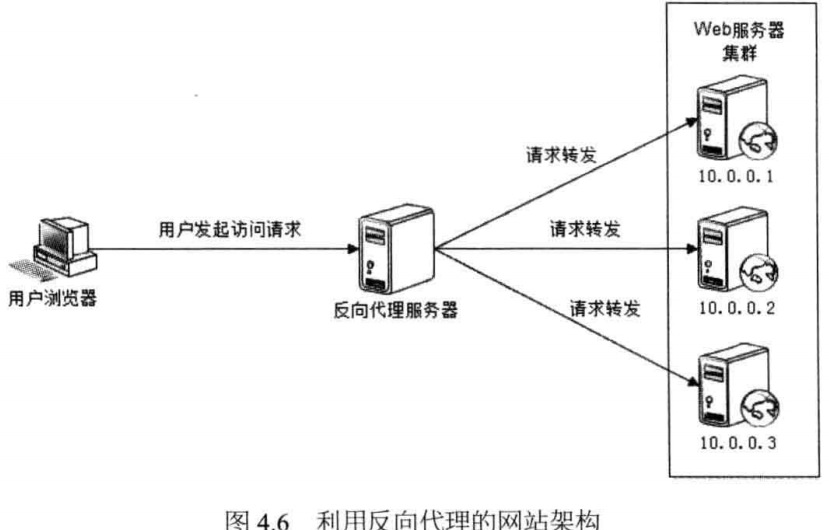 Web服务器
集群
请求转发
10.0.0.1
用户发起访问请求
请求转发
用户浏览器
反向代理服务器
请求转发
10.0.0.2
10.0.0.3
图 4.6 利用反向代理的网站架构